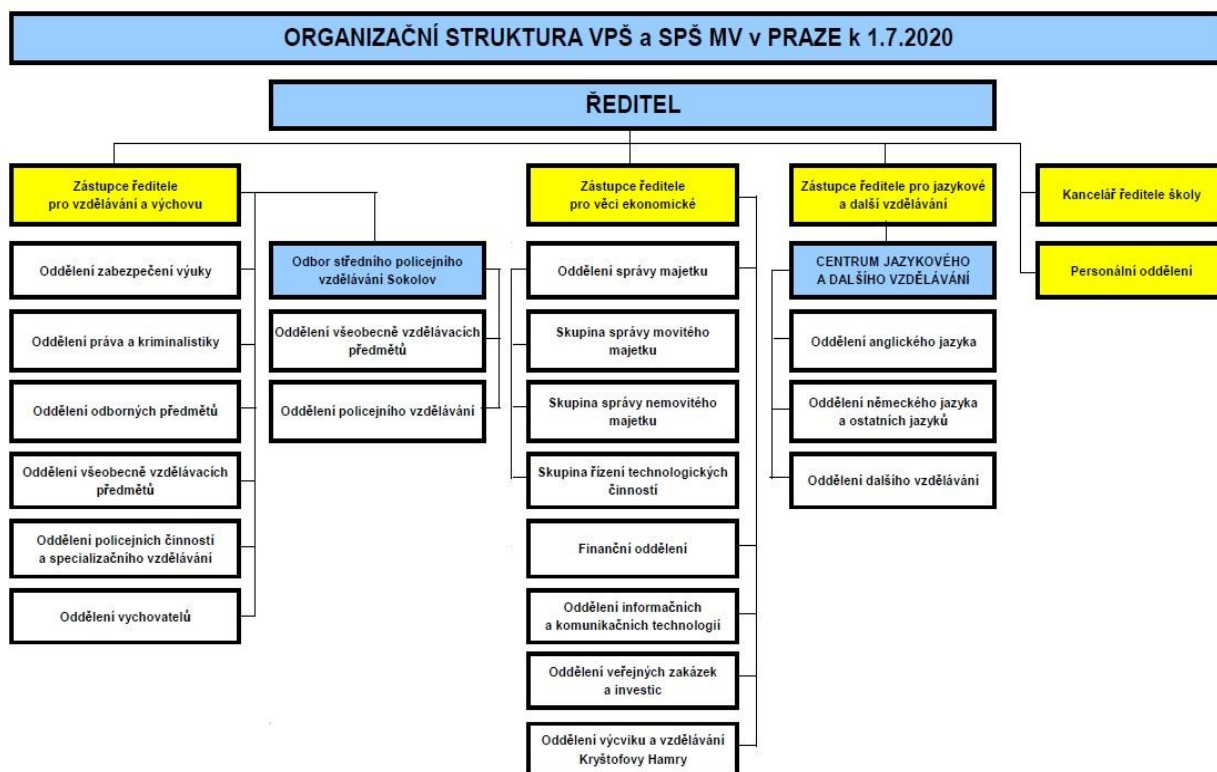 ORGANIZAČNÍ STRUKTURA VPŠ a SPŠ MV v PRAZE k 1.7.2020
ŘEDITEL
Zástupce ředitele
pro vzdělávání a výchovu
Zástupce ředitele
pro věci ekonomické
Zástupce ředitele pro jazykové
a další vzdělávání
Kancelář ředitele školy
Personální oddělení
Oddělení zabezpečení výuky
Oddělení práva a kriminalistiky
Oddělení odborných předmětů
Oddělení všeobecně vzdělávacích
předmětů
Oddělení policejních činností
a specializačního vzdělávání
Oddělení vychovatelů
Odbor středního policejního
vzdělávání Sokolov
Oddělení všeobecně vzdělávacích
předmětů
Oddělení policejního vzdělávání
Oddělení správy majetku
Skupina správy movitého
majetku
Skupina správy nemovitého
majetku
Skupina řízení technologických
činností
Finanční oddělení
Oddělení informačních
a komunikačních technologií
Oddělení veřejných zakázek
a investic
Oddělení výcviku a vzdělávání
Kryštofovy Hamry
CENTRUM JAZYKOVÉHO
A DALŠÍHO VZDĚLÁVÁNÍ
Oddělení anglického jazyka
Oddělení německého jazyka
a ostatních jazyků
Oddělení dalšího vzdělávání